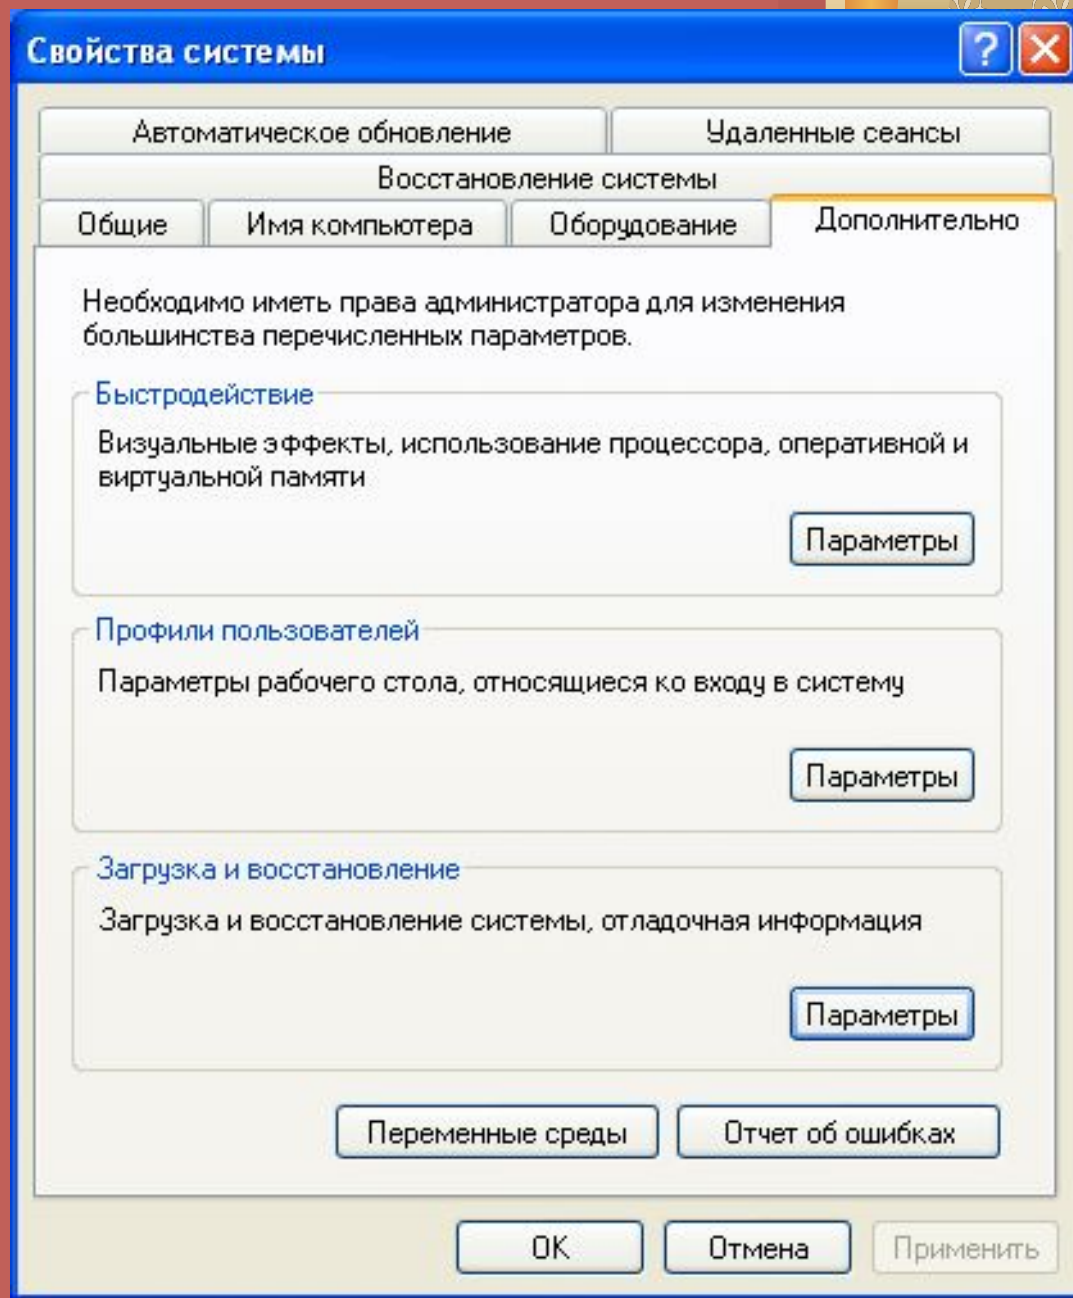 Свойства системы
Автоматическое обновление
Удаленные сеансы
Восстановление системы
Общие
Имя компьютера
Оборудование
Дополнительно
Необходимо иметь права администратора для изменения
большинства перечисленных параметров.
Быстродействие
Визуальные эффекты, использование процессора, оперативной и
виртуальной памяти
Параметры
Профили пользователей
Параметры рабочего стола, относящиеся ко входу в систему
Параметры
Загрузка и восстановление
Загрузка и восстановление системы, отладочная информация
Параметры
Переменные среды
Отчет об ошибках
OK
Отмена
Применить